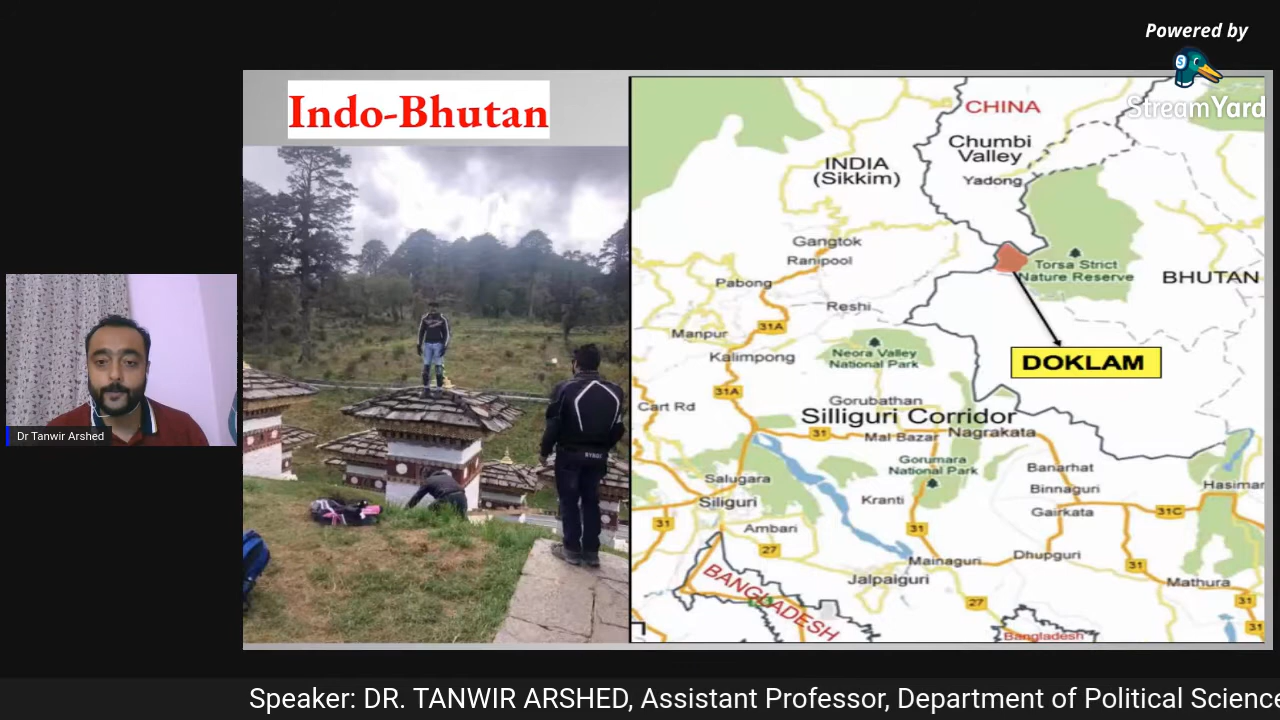 Powered by
StreamYard
Indo-Bhutan
CHINA
Chumbi
Valley
INDIA
(Sikkim)
Yadong
Gangtok
Ranipool
Torsa Strict
Nature Reserve
BHUTAN
Pabong
Reshi
31A
Manpur
Neora Valley
National Park
Kalimpong
DOKLAM
31A
Gorubathan
Cart Rd
Silliguri Corridor
31
Mal Bazar
Nagrakata
Dr Tanwir Arshed
Gorumara
National Park
Banarhat
Salugara
Binnaguri
Hasimar
Siliguri
Kranti
Gairkata
31C
31
Ambari
31
27
Mainaguri
Dhupguri
31
BANGLADESH
Jalpaiguri
Mathura
27
31
Bangladesh
31
Speaker: DR. TANWIR ARSHED, Assistant Professor, Department of Political Science